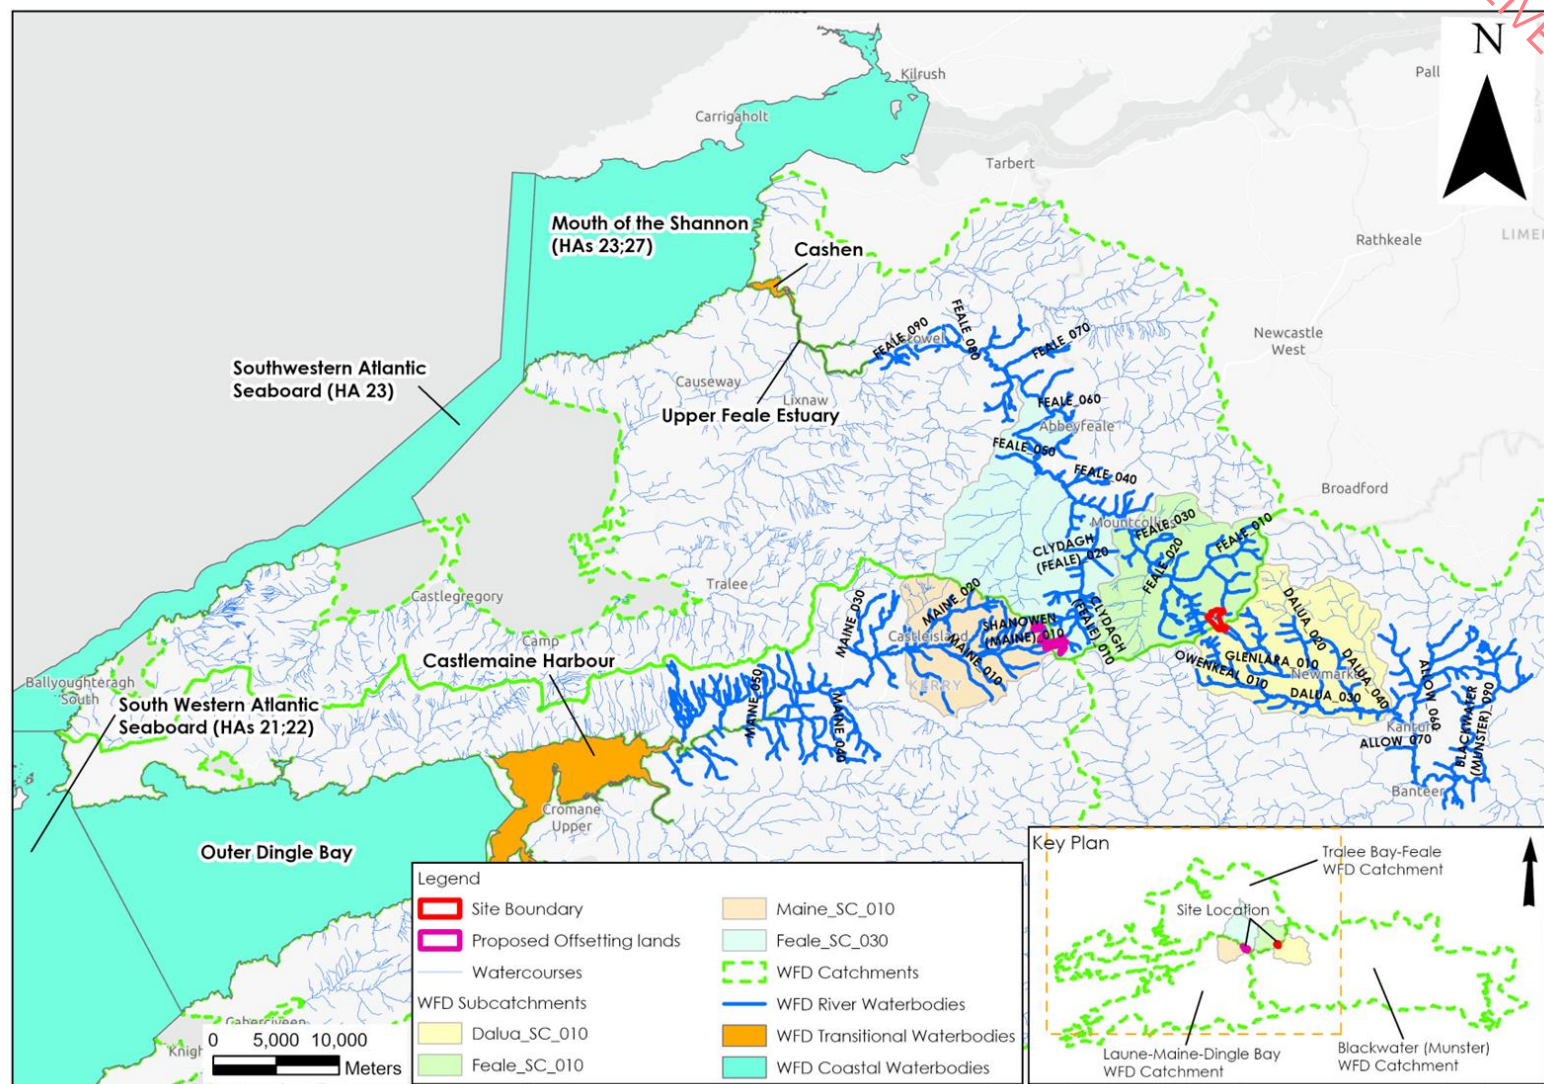 N
Kilrush
Carrigaholt
Tarbert
Mouth of the Shannon
(HAs 23;27)
Cashen
Rathkeale
Newcastle
West
FEALE_090
FEALE_080
FEALE_070
Southwestern Atlantic
Seaboard (HA 23)
Causeway
Lixnaw
Upper Feale Estuary
FEALE_060
Abbeyfeale
FEALE_050
FEALE_040
Broadford
FEALE_030
FEALE_010
FEALE_020
CLYDAGH
(FEALE)_020
Tralee
Castlegregory
Camp
MAINE_030
MAINE_020
Castleisland
SHANOWEN
(MAINE)_010
MAINE_010
CLYDAGH
(FEALE)_010
KERRY
DALUA_020
GLENLARA_010
OWENKEAL_010
DALUA_030
DALUA_040
ALLOW_060
ALLOW_070
BLACKWATER
(MUNSTER)_090
Banteer
Castlemaine Harbour
MAINE_050
MAINE_040
Ballyoughteragh
South
South Western Atlantic
Seaboard (HAs 21;22)
Cromane
Upper
Outer Dingle Bay
0 5,000 10,000
Meters
Legend
Site Boundary
Proposed Offsetting lands
Watercourses
WFD Subcatchments
Dalua_SC_010
Feale_SC_010
Maine_SC_010
Feale_SC_030
WFD Catchments
WFD River Waterbodies
WFD Transitional Waterbodies
WFD Coastal Waterbodies
Key Plan
Tralee Bay-Feale
WFD Catchment
Site Location
Laune-Maine-Dingle Bay
WFD Catchment
Blackwater (Munster)
WFD Catchment